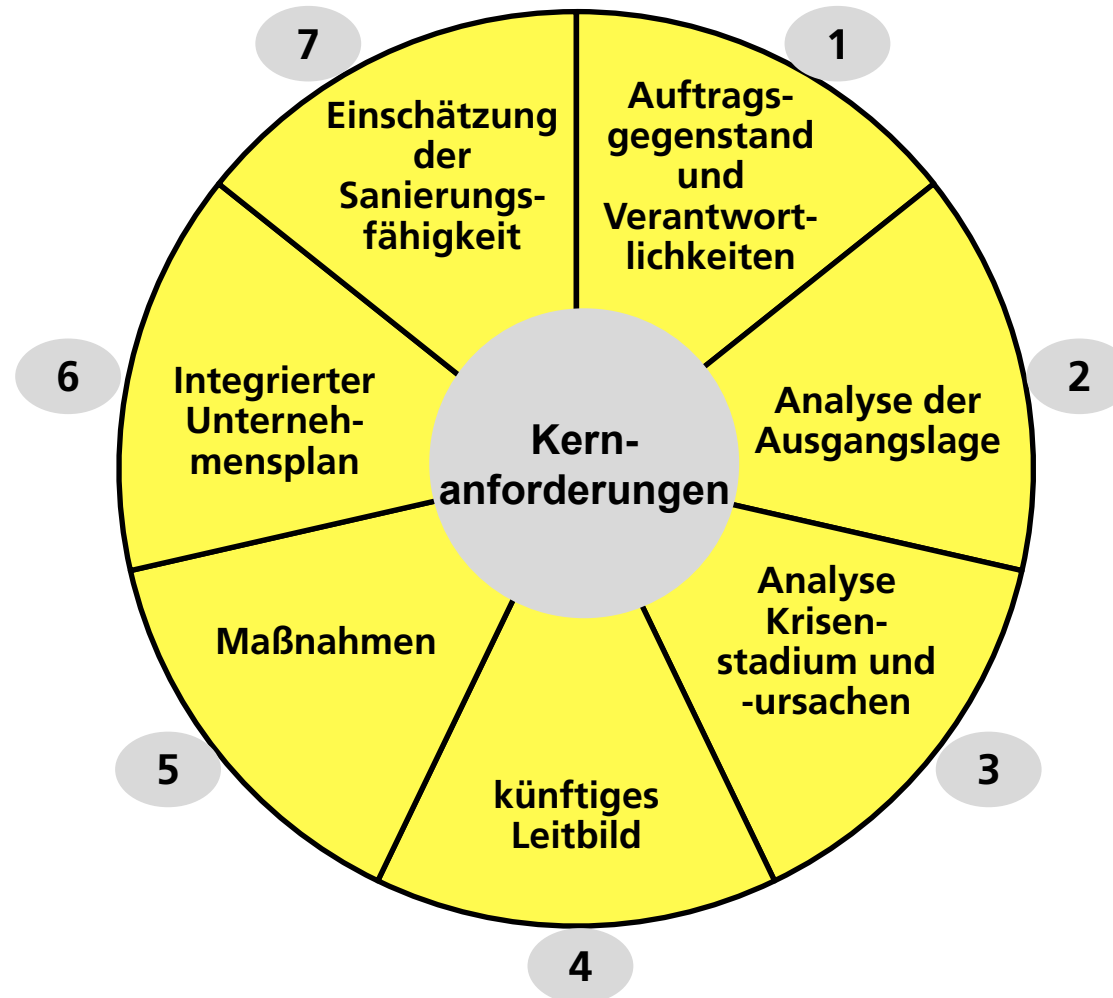 1
Auftrags-
gegenstand
und
Verantwort-
lichkeiten
2
Analyse der
Ausgangslage
3
Analyse
Krisen-
stadium und
-ursachen
4
künftiges
Leitbild
5
Maßnahmen
6
Integrierter
Unterneh-
mensplan
7
Einschätzung
der
Sanierungs-
fähigkeit
Kern-
anforderungen